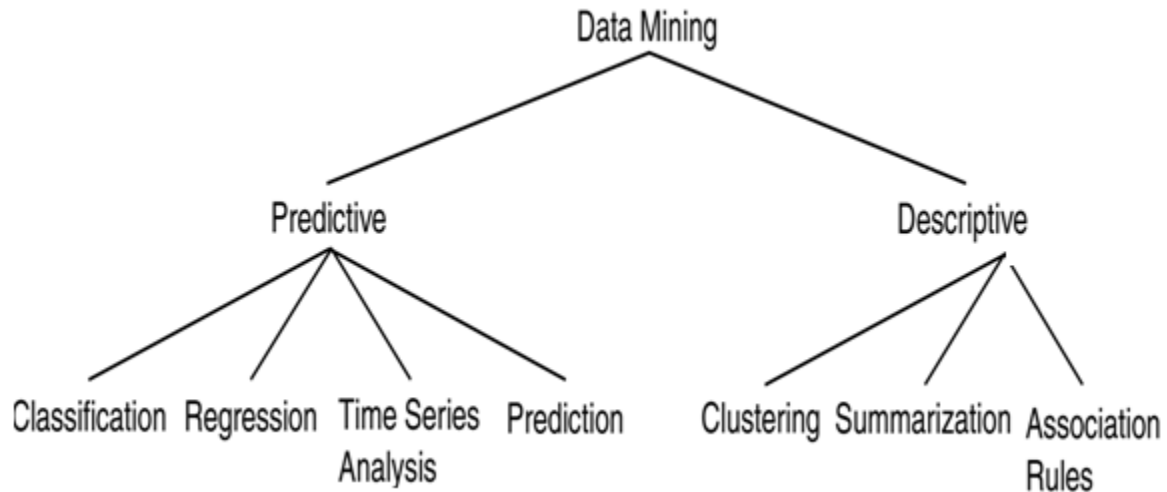 Data Mining
Predictive
Descriptive
Classification
Regression
Time Series
Analysis
Prediction
Clustering
Summarization
Association
Rules